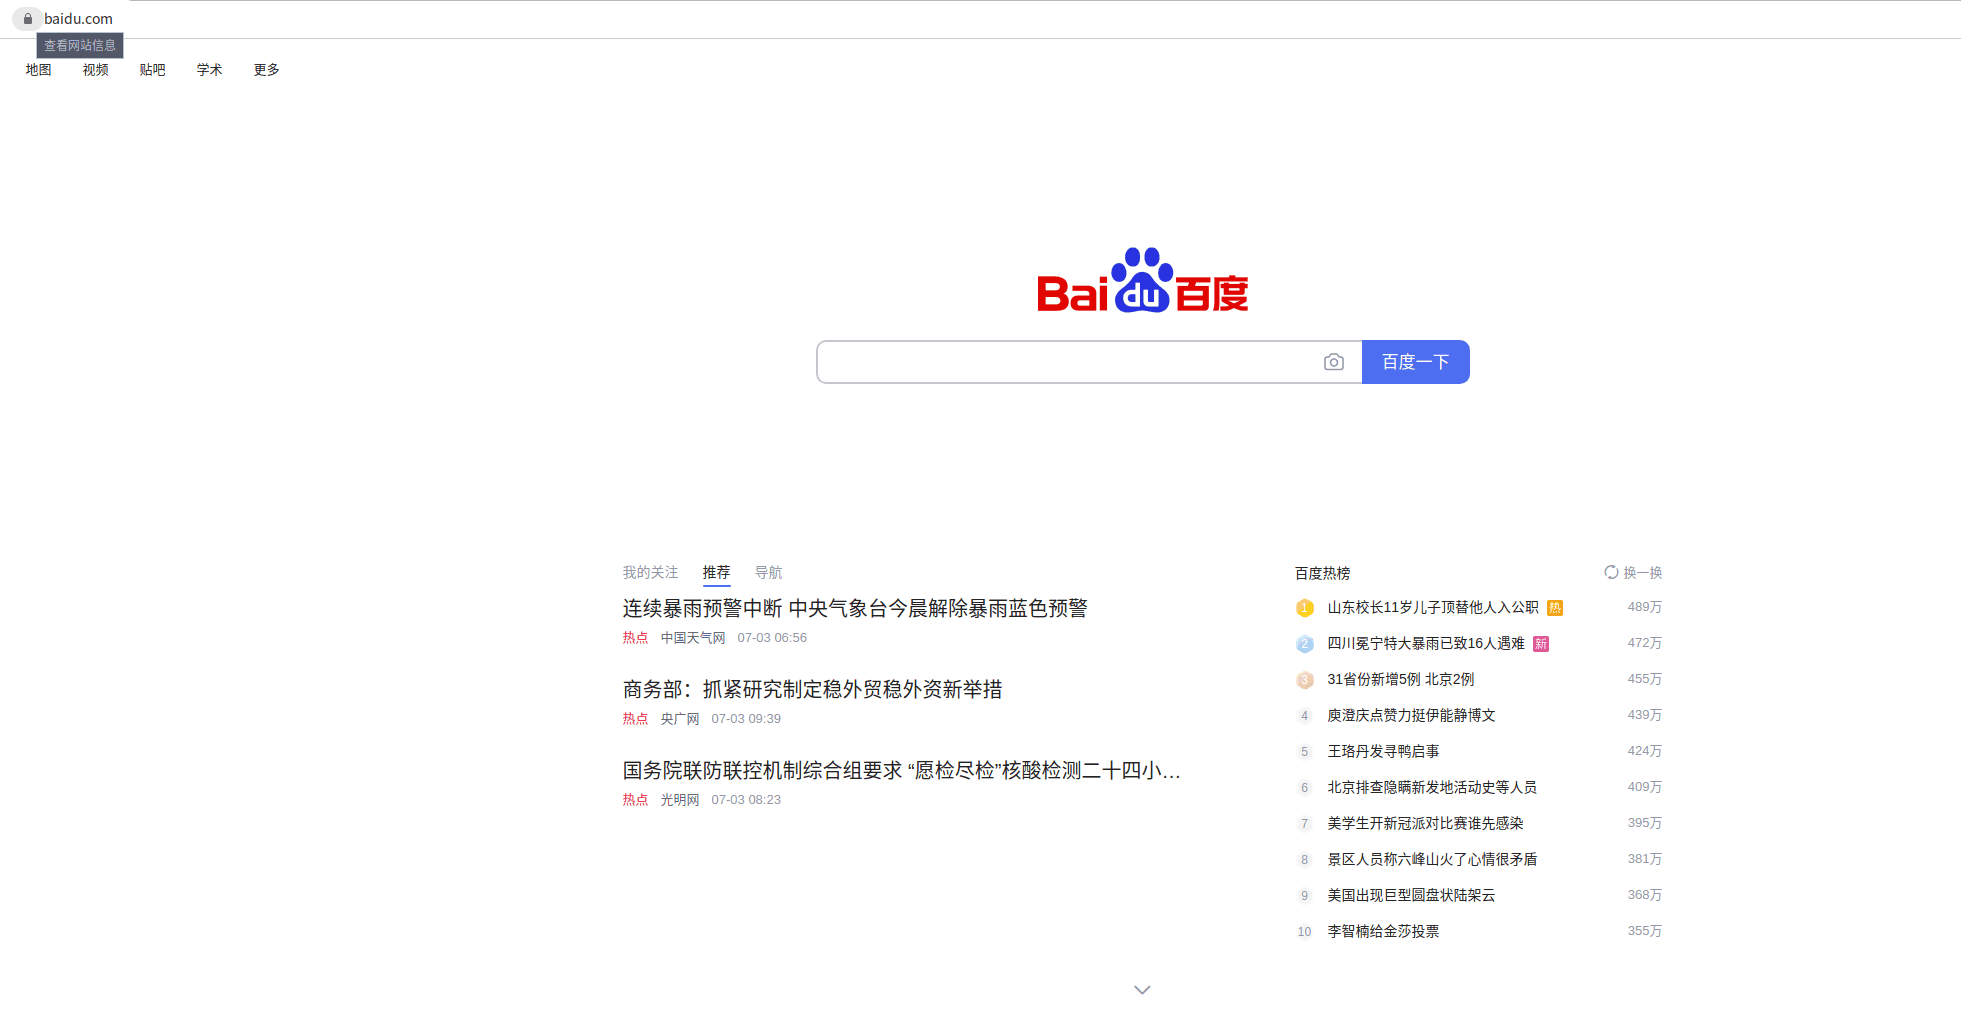 baidu.com
查看网站信息
地图 视频 贴吧 学术 更多
Bai du 百度
百度一下
我的关注 推荐 导航
连续暴雨预警中断 中央气象台今晨解除暴雨蓝色预警
热点 中国天气网 07-03 06:56
商务部：抓紧研究制定稳外贸稳外资新举措
热点 央广网 07-03 09:39
国务院联防联控机制综合组要求 “愿检尽检”核酸检测二十四小…
热点 光明网 07-03 08:23
百度热榜 换一换
1 山东校长11岁儿子顶替他人入公职 热 489万
2 四川冕宁特大暴雨已致16人遇难 新 472万
3 31省份新增5例 北京2例 455万
4 庾澄庆点赞力挺伊能静博文 439万
5 王珞丹发寻鸭启事 424万
6 北京排查隐瞒新发地活动史等人员 409万
7 美学生开新冠派对比赛谁先感染 395万
8 景区人员称六峰山火了心情很矛盾 381万
9 美国出现巨型圆盘状陆架云 368万
10 李智楠给金莎投票 355万